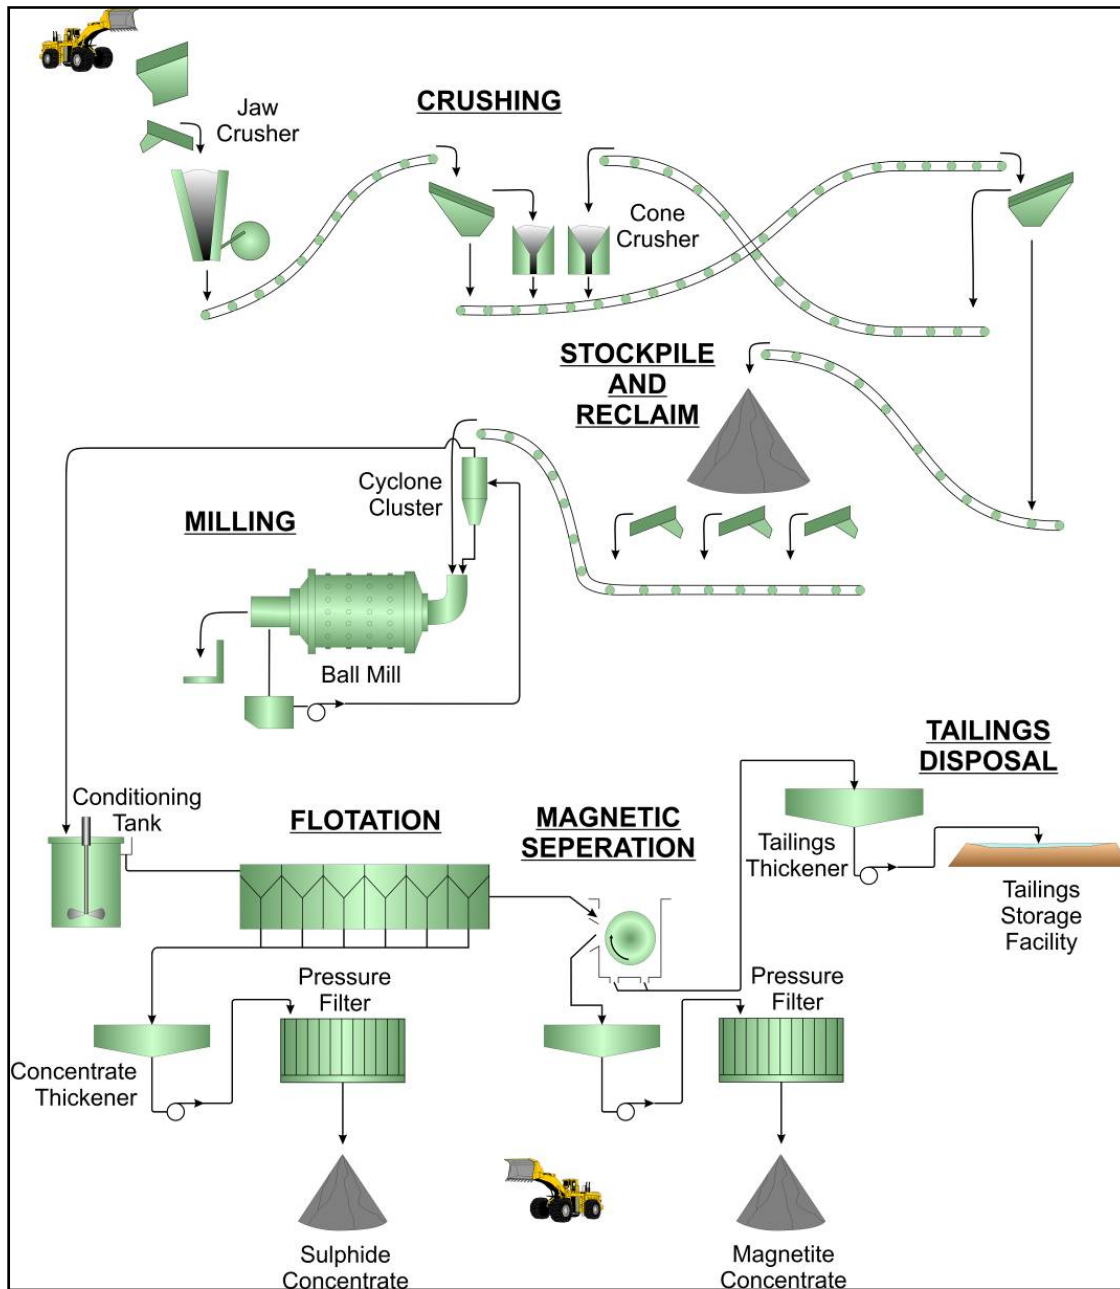 CRUSHING
Jaw
Crusher
Cone
Crusher
STOCKPILE
AND
RECLAIM
Cyclone
Cluster
MILLING
Ball Mill
TAILINGS
DISPOSAL
Conditioning
Tank
FLOTATION
MAGNETIC
SEPERATION
Tailings
Thickener
Tailings
Storage
Facility
Pressure
Filter
Pressure
Filter
Concentrate
Thickener
Sulphide
Concentrate
Magnetite
Concentrate